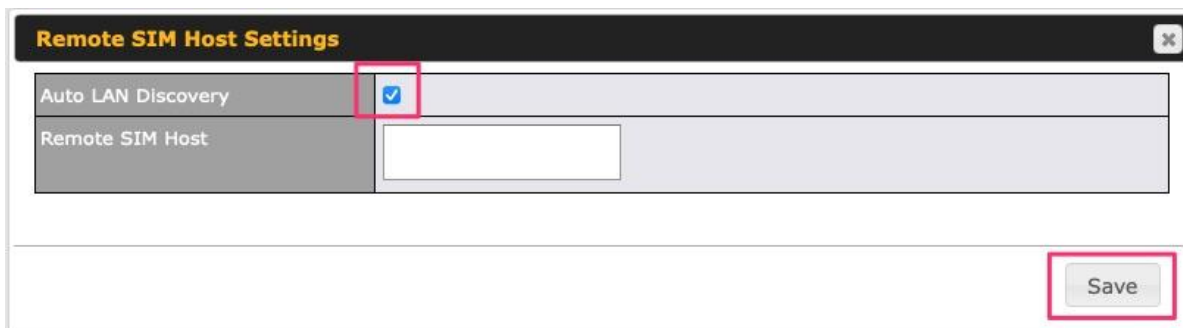 Remote SIM Host Settings
Auto LAN Discovery
Remote SIM Host
Save